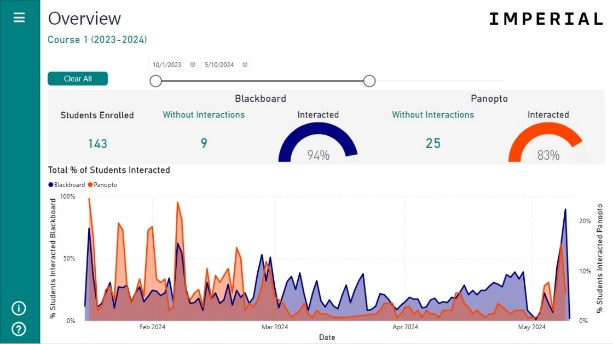 Overview
IMPERIAL
Course 1 (2023-2024)
10/1/2023 5/10/2024
Clear All
Blackboard Panopto
Students Enrolled Without Interactions Interacted Without Interactions Interacted
143 9 94% 25 83%
Total % of Students Interacted
Blackboard Panopto
100%
50%
0%
20%
10%
0%
% Students Interacted Blackboard
% Students Interacted Panopto
Feb 2024 Mar 2024 Apr 2024 May 2024
Date